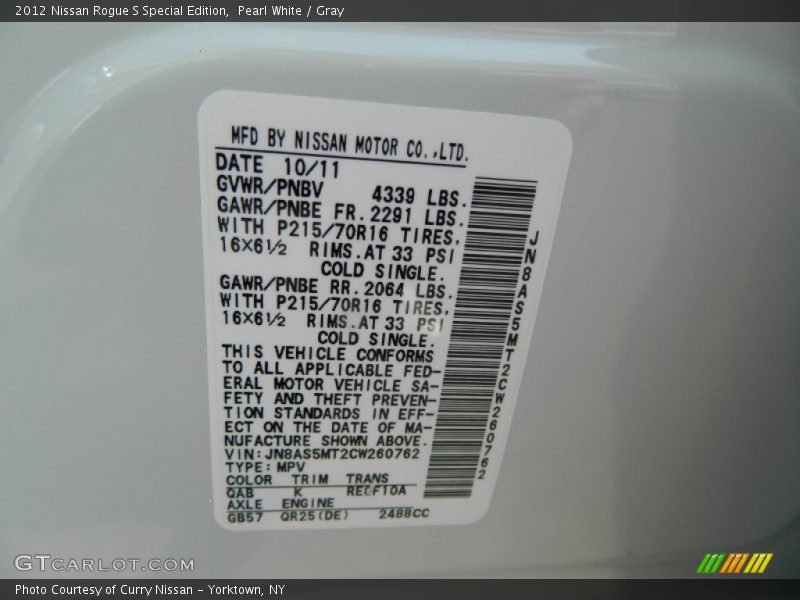 2012 Nissan Rogue S Special Edition, Pearl White / Gray
MFD BY NISSAN MOTOR CO.,LTD.
DATE 10/11
GVWR/PNBV 4339 LBS.
GAWR/PNBE FR. 2291 LBS.
WITH P215/70R16 TIRES,
16×6½ RIMS. AT 33 PSI
COLD SINGLE.
GAWR/PNBE RR. 2064 LBS.
WITH P215/70R16 TIRES,
16×6½ RIMS. AT 33 PSI
COLD SINGLE.
THIS VEHICLE CONFORMS
TO ALL APPLICABLE FED-
ERAL MOTOR VEHICLE SA-
FETY AND THEFT PREVEN-
TION STANDARDS IN EFF-
ECT ON THE DATE OF MA-
NUFACTURE SHOWN ABOVE.
VIN:JN8AS5MT2CW260762
TYPE:MPV
COLOR TRIM TRANS
QAB K RE0F10A
AXLE ENGINE
GB57 QR25(DE) 2488CC
JN8AS5MT2CW260762
GTCarLot.com
Photo Courtesy of Curry Nissan - Yorktown, NY